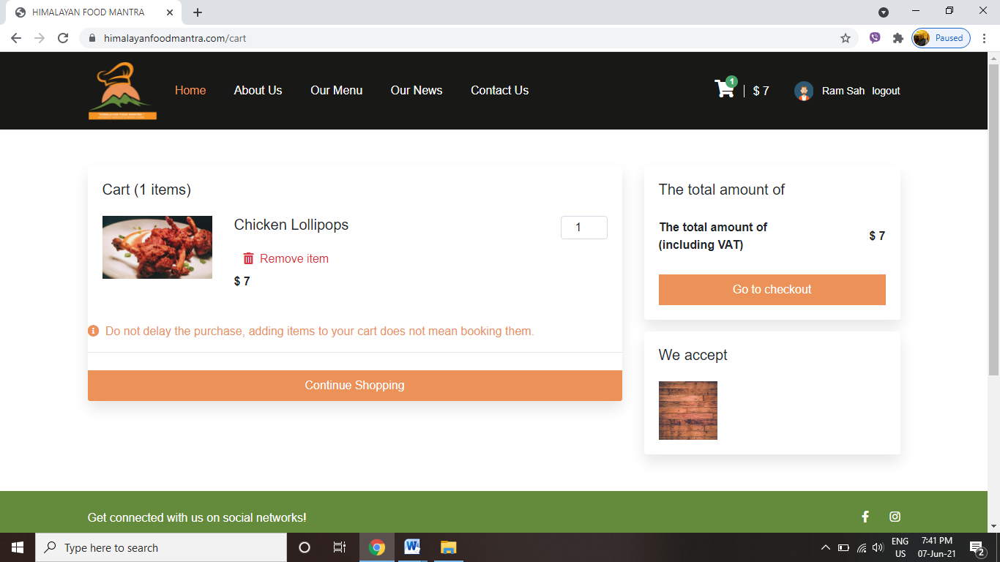 HIMALAYAN FOOD MANTRA
himalayanfoodmantra.com/cart
Paused
Home About Us Our Menu Our News Contact Us
1
$ 7
Ram Sah logout
Cart (1 items)
Chicken Lollipops
1
Remove item
$ 7
Do not delay the purchase, adding items to your cart does not mean booking them.
Continue Shopping
The total amount of
The total amount of
(including VAT)
$ 7
Go to checkout
We accept
Get connected with us on social networks!
Type here to search
ENG
US
7:41 PM
07-Jun-21
2